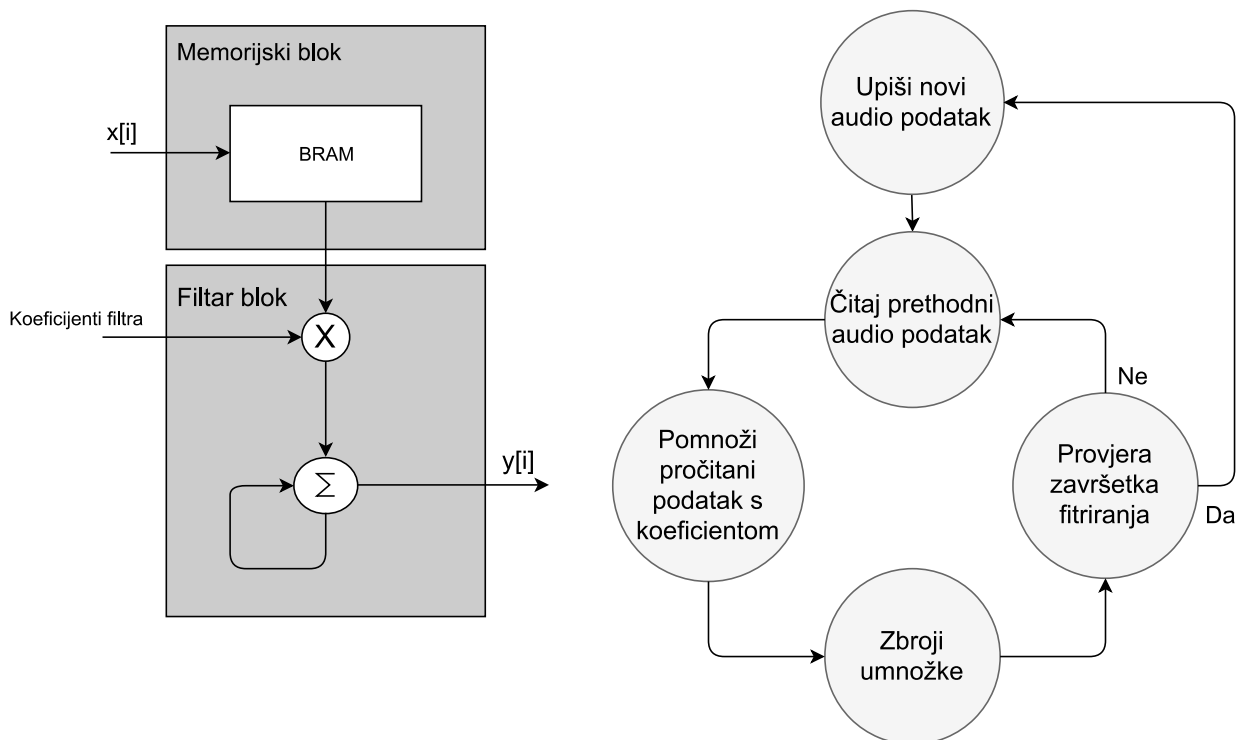 Memorijski blok
x[i]
BRAM
Filtar blok
Koeficijenti filtra
X
Σ
y[i]
Upiši novi
audio podatak
Čitaj prethodni
audio podatak
Ne
Pomnoži
pročitani
podatak s
koeficientom
Provjera
završetka
fitriranja
Da
Zbroji
umnožke